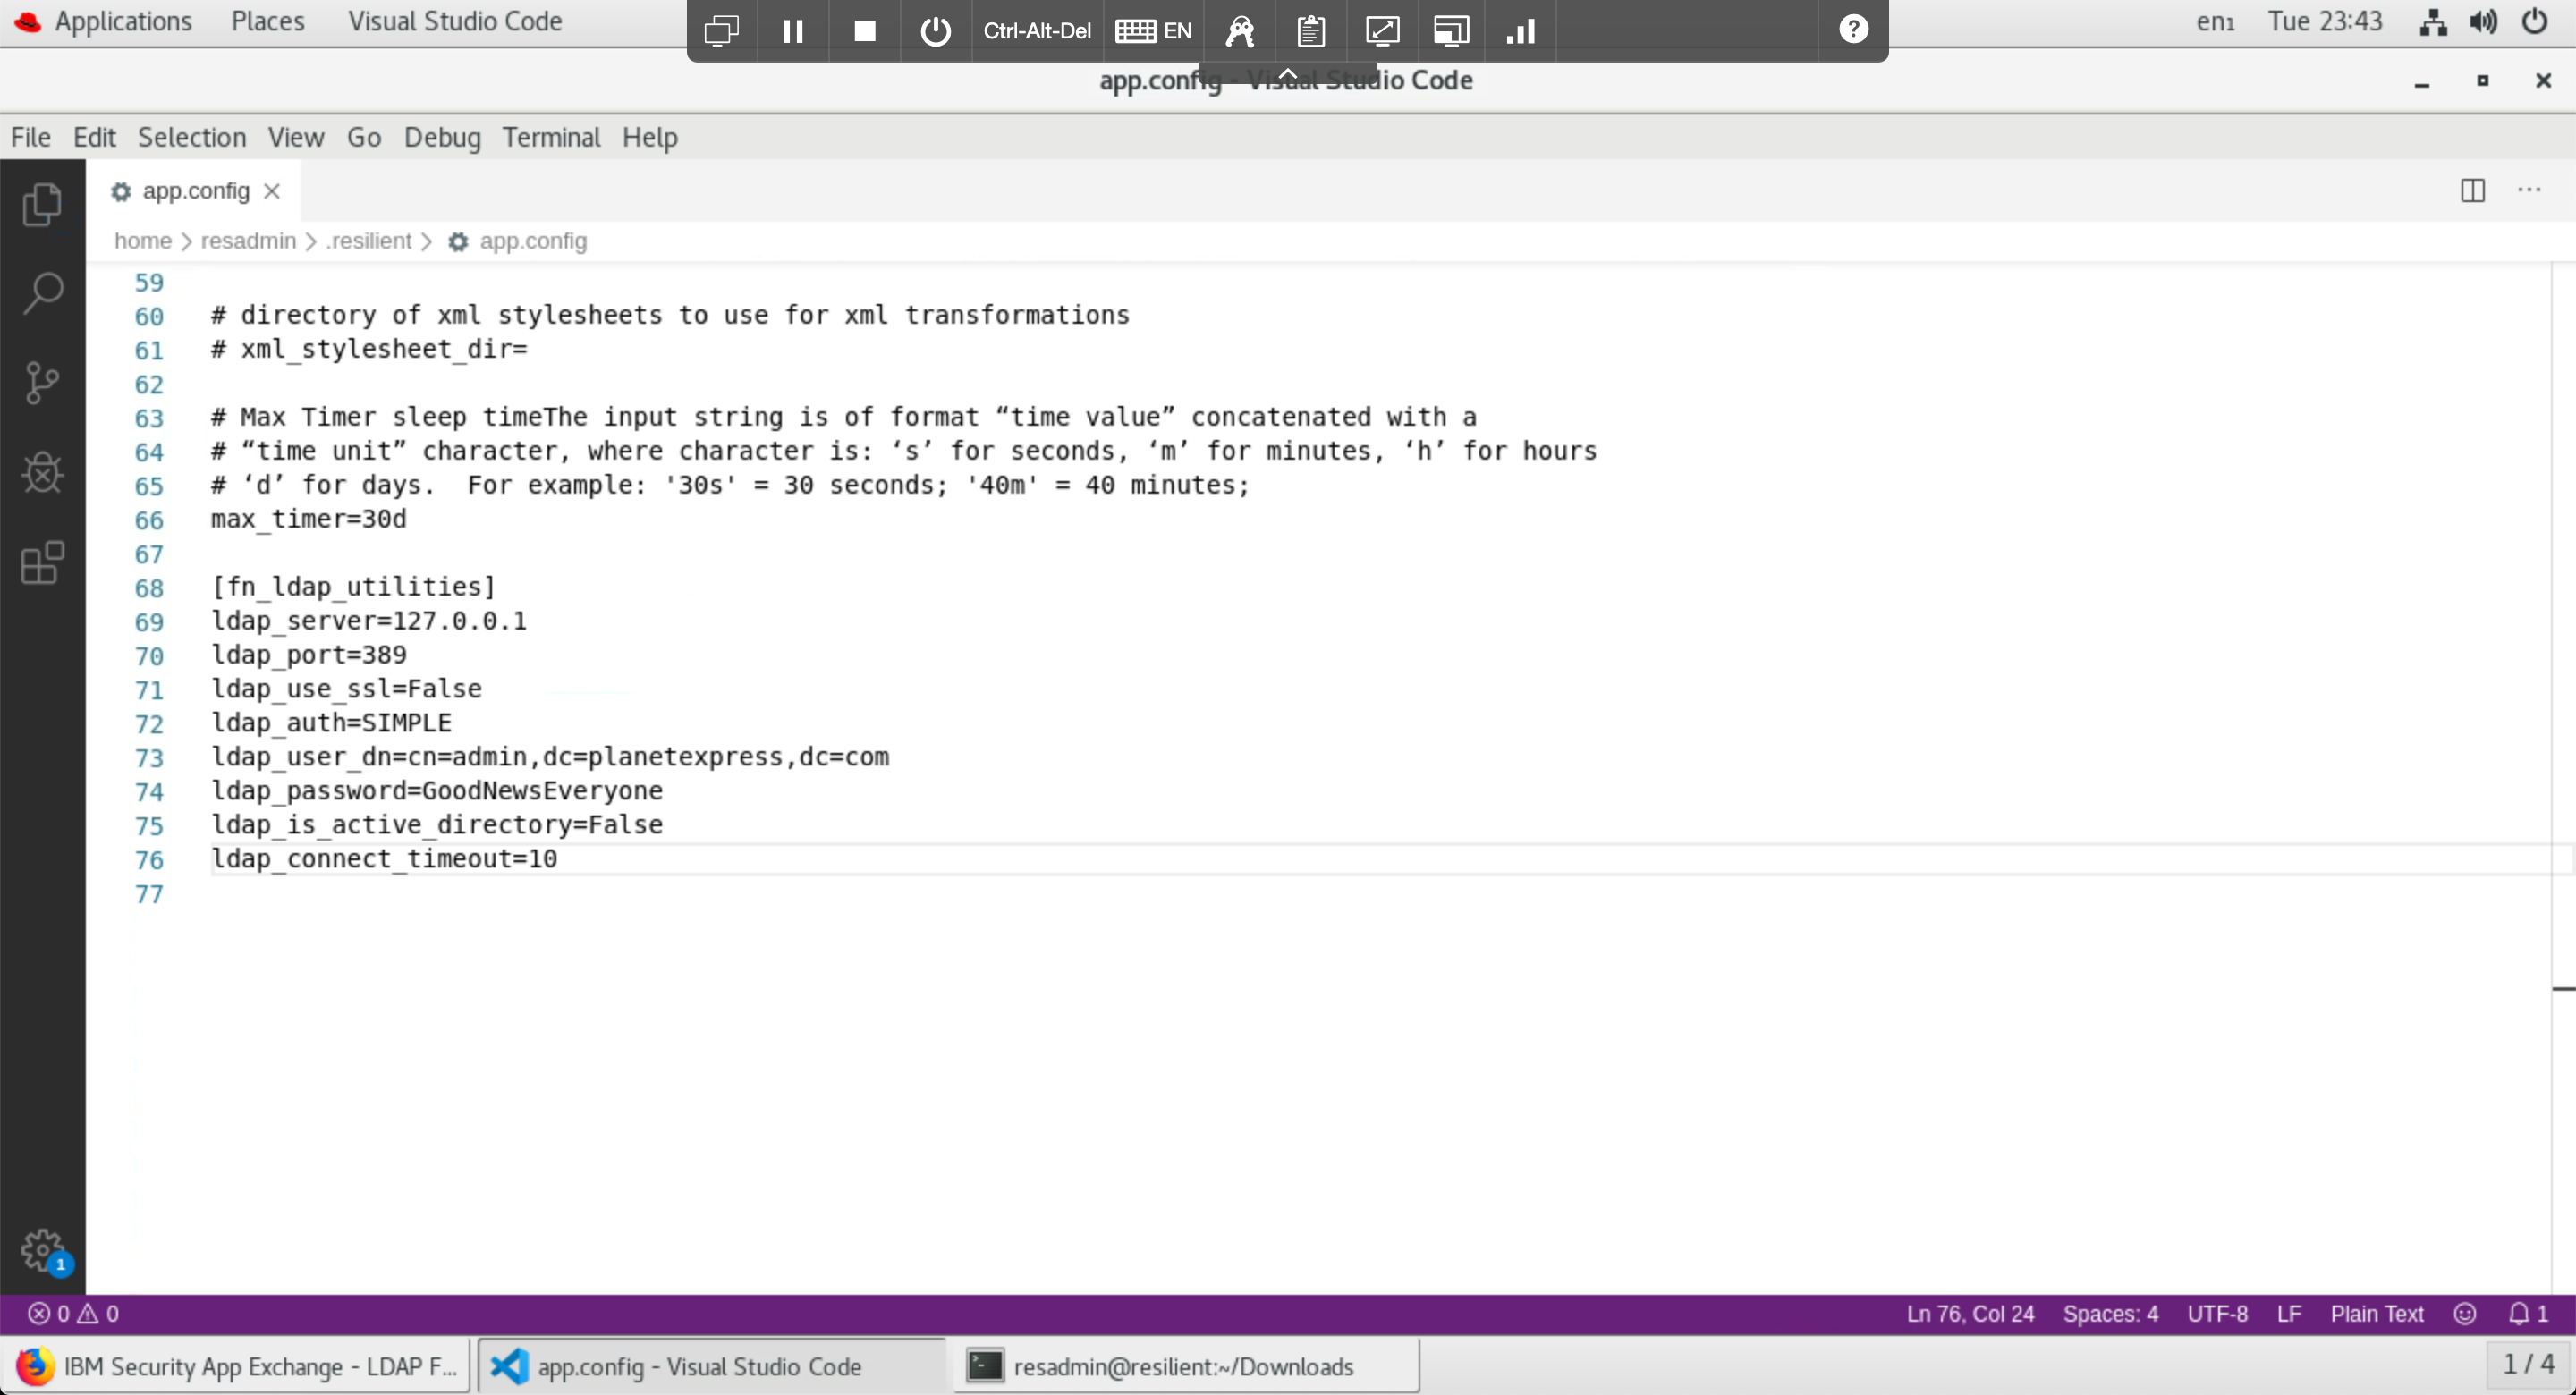 Applications Places Visual Studio Code
Ctrl-Alt-Del EN ?
en1 Tue 23:43
app.config - Visual Studio Code
File Edit Selection View Go Debug Terminal Help
app.config
home > resadmin > .resilient > app.config
59
60 # directory of xml stylesheets to use for xml transformations
61 # xml_stylesheet_dir=
62
63 # Max Timer sleep timeThe input string is of format “time value” concatenated with a
64 # “time unit” character, where character is: ‘s’ for seconds, ‘m’ for minutes, ‘h’ for hours
65 # ‘d’ for days.  For example: '30s' = 30 seconds; '40m' = 40 minutes;
66 max_timer=30d
67
68 [fn_ldap_utilities]
69 ldap_server=127.0.0.1
70 ldap_port=389
71 ldap_use_ssl=False
72 ldap_auth=SIMPLE
73 ldap_user_dn=cn=admin,dc=planetexpress,dc=com
74 ldap_password=GoodNewsEveryone
75 ldap_is_active_directory=False
76 ldap_connect_timeout=10
77
1
0 0 Ln 76, Col 24 Spaces: 4 UTF-8 LF Plain Text 1
IBM Security App Exchange - LDAP F... app.config - Visual Studio Code resadmin@resilient:~/Downloads 1 / 4